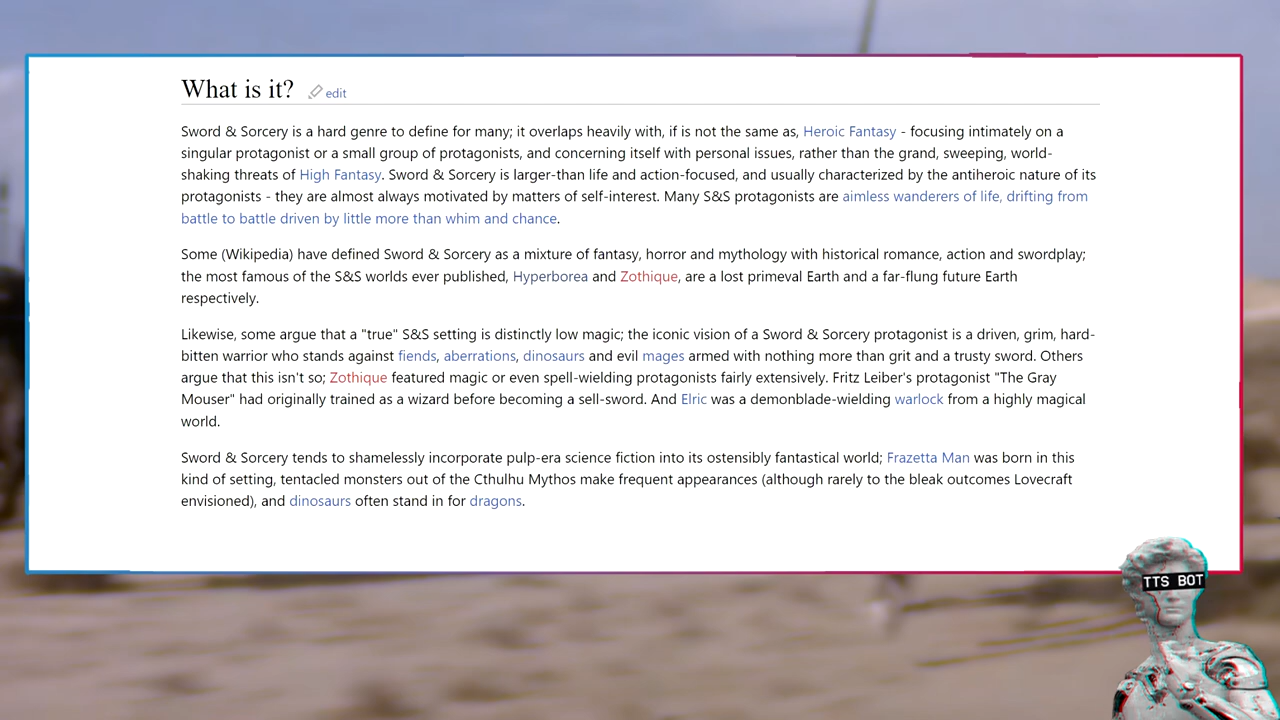 What is it? edit
Sword & Sorcery is a hard genre to define for many; it overlaps heavily with, if is not the same as, Heroic Fantasy - focusing intimately on a
singular protagonist or a small group of protagonists, and concerning itself with personal issues, rather than the grand, sweeping, world-
shaking threats of High Fantasy. Sword & Sorcery is larger-than life and action-focused, and usually characterized by the antiheroic nature of its
protagonists - they are almost always motivated by matters of self-interest. Many S&S protagonists are aimless wanderers of life, drifting from
battle to battle driven by little more than whim and chance.
Some (Wikipedia) have defined Sword & Sorcery as a mixture of fantasy, horror and mythology with historical romance, action and swordplay;
the most famous of the S&S worlds ever published, Hyperborea and Zothique, are a lost primeval Earth and a far-flung future Earth
respectively.
Likewise, some argue that a "true" S&S setting is distinctly low magic; the iconic vision of a Sword & Sorcery protagonist is a driven, grim, hard-
bitten warrior who stands against fiends, aberrations, dinosaurs and evil mages armed with nothing more than grit and a trusty sword. Others
argue that this isn't so; Zothique featured magic or even spell-wielding protagonists fairly extensively. Fritz Leiber's protagonist "The Gray
Mouser" had originally trained as a wizard before becoming a sell-sword. And Elric was a demonblade-wielding warlock from a highly magical
world.
Sword & Sorcery tends to shamelessly incorporate pulp-era science fiction into its ostensibly fantastical world; Frazetta Man was born in this
kind of setting, tentacled monsters out of the Cthulhu Mythos make frequent appearances (although rarely to the bleak outcomes Lovecraft
envisioned), and dinosaurs often stand in for dragons.
TTS BOT